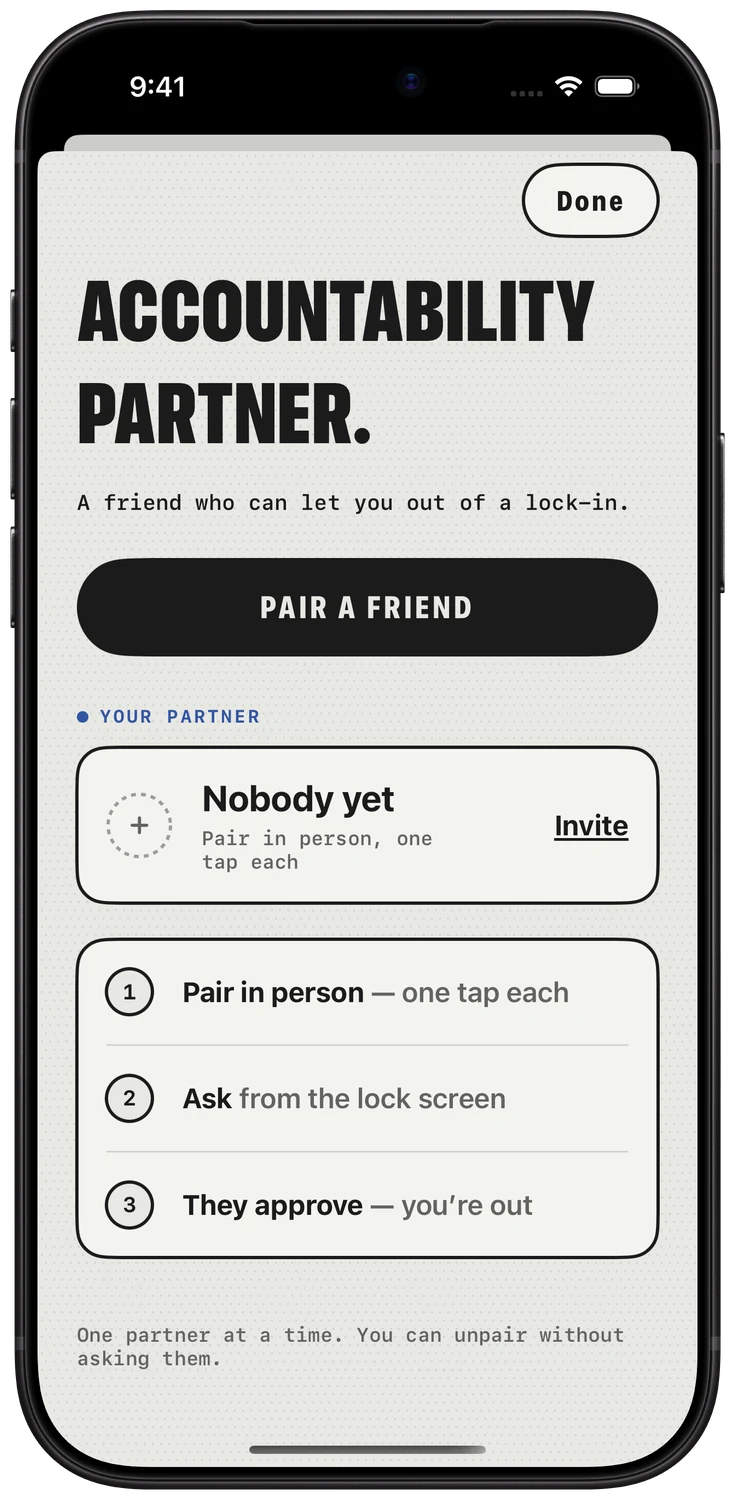 9:41
Done
ACCOUNTABILITY
PARTNER.
A friend who can let you out of a lock-in.
PAIR A FRIEND
YOUR PARTNER
Nobody yet
Pair in person, one
tap each
Invite
1 Pair in person — one tap each
2 Ask from the lock screen
3 They approve — you’re out
One partner at a time. You can unpair without
asking them.